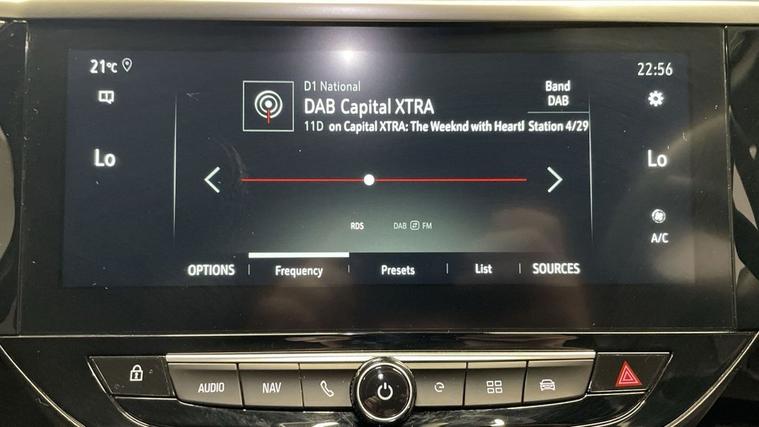 21°C
22:56
D1 National
Band
DAB
DAB Capital XTRA
11D on Capital XTRA: The Weeknd with Heartl
Station 4/29
Lo
Lo
RDS
DAB FM
A/C
OPTIONS
Frequency
Presets
List
SOURCES
AUDIO
NAV